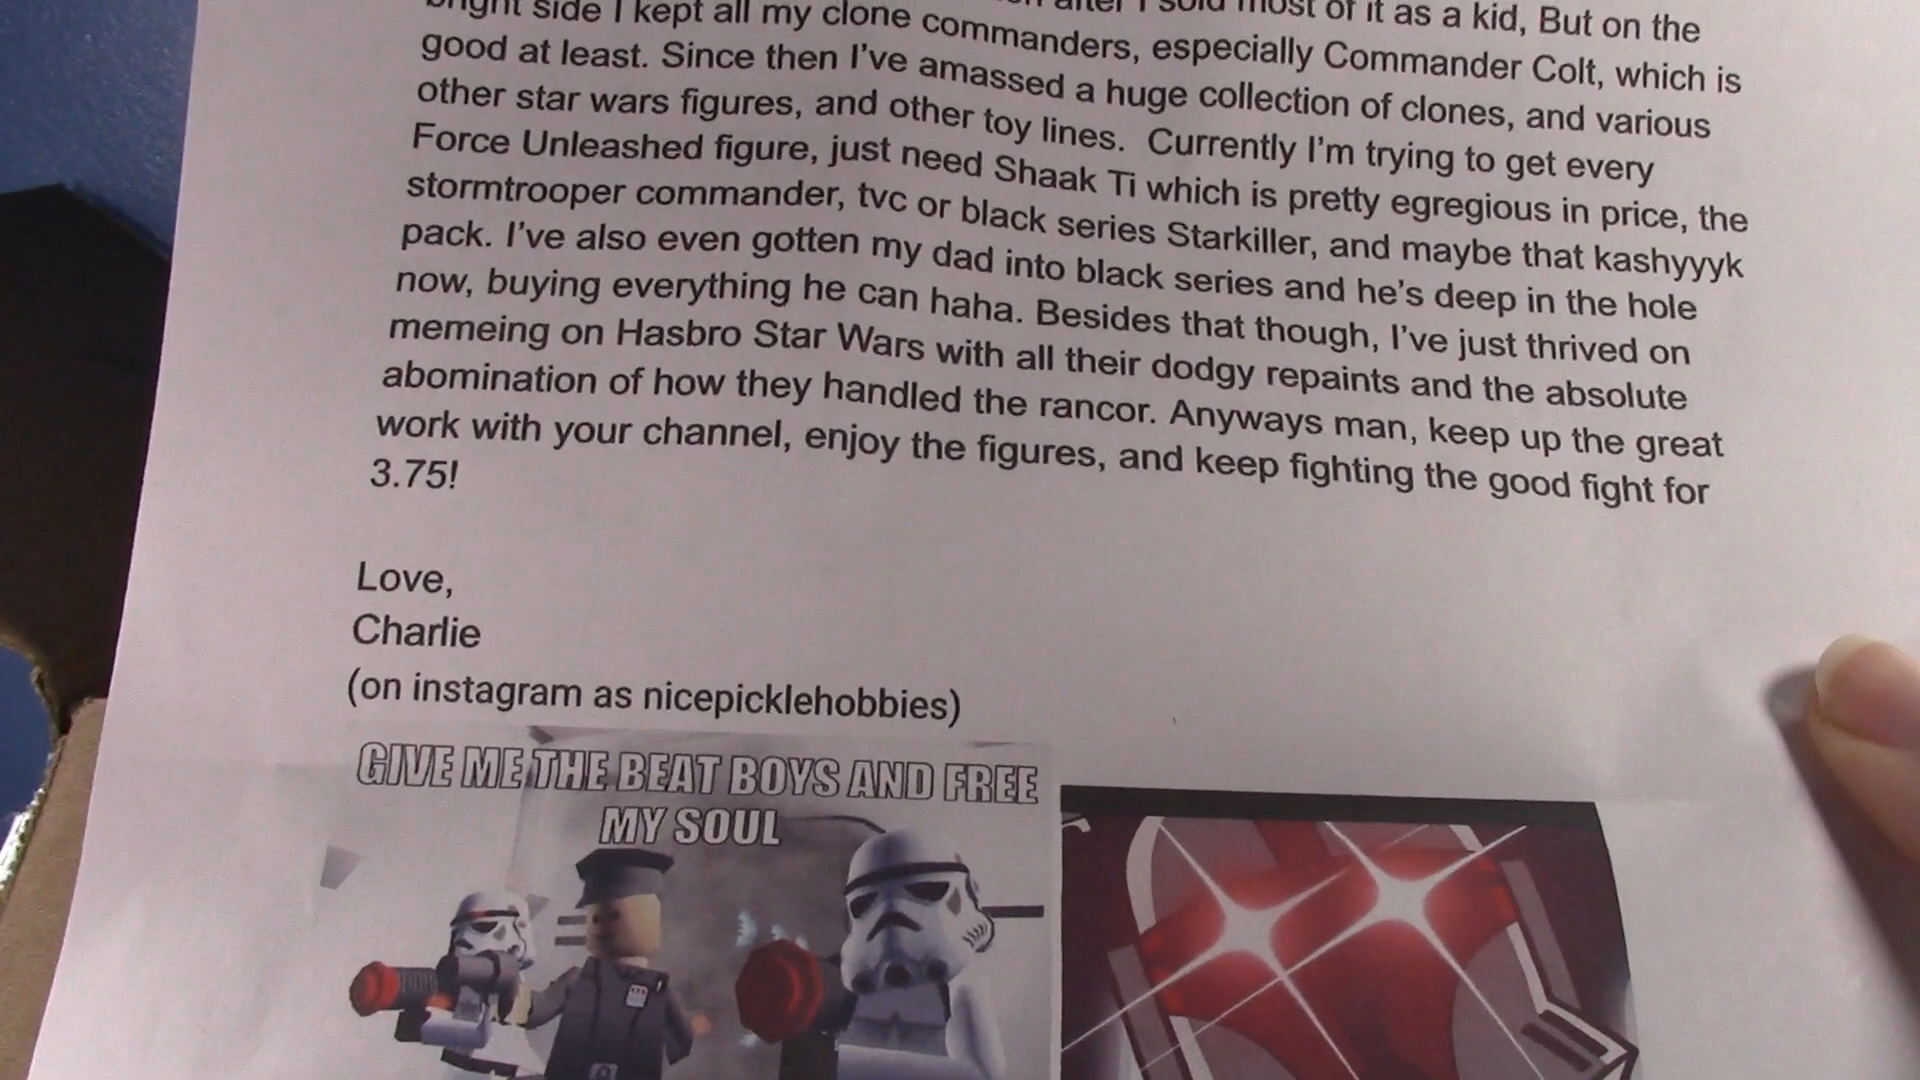 bright side I kept all my clone commanders, especially Commander Colt, which is
after I sold most of it as a kid, But on the
good at least. Since then I've amassed a huge collection of clones, and various
other star wars figures, and other toy lines. Currently I'm trying to get every
Force Unleashed figure, just need Shaak Ti which is pretty egregious in price, the
stormtrooper commander, tvc or black series Starkiller, and maybe that kashyyyk
pack. I've also even gotten my dad into black series and he's deep in the hole
now, buying everything he can haha. Besides that though, I've just thrived on
memeing on Hasbro Star Wars with all their dodgy repaints and the absolute
abomination of how they handled the rancor. Anyways man, keep up the great
work with your channel, enjoy the figures, and keep fighting the good fight for
3.75!
Love,
Charlie
(on instagram as nicepicklehobbies)
GIVE ME THE BEAT BOYS AND FREE
MY SOUL